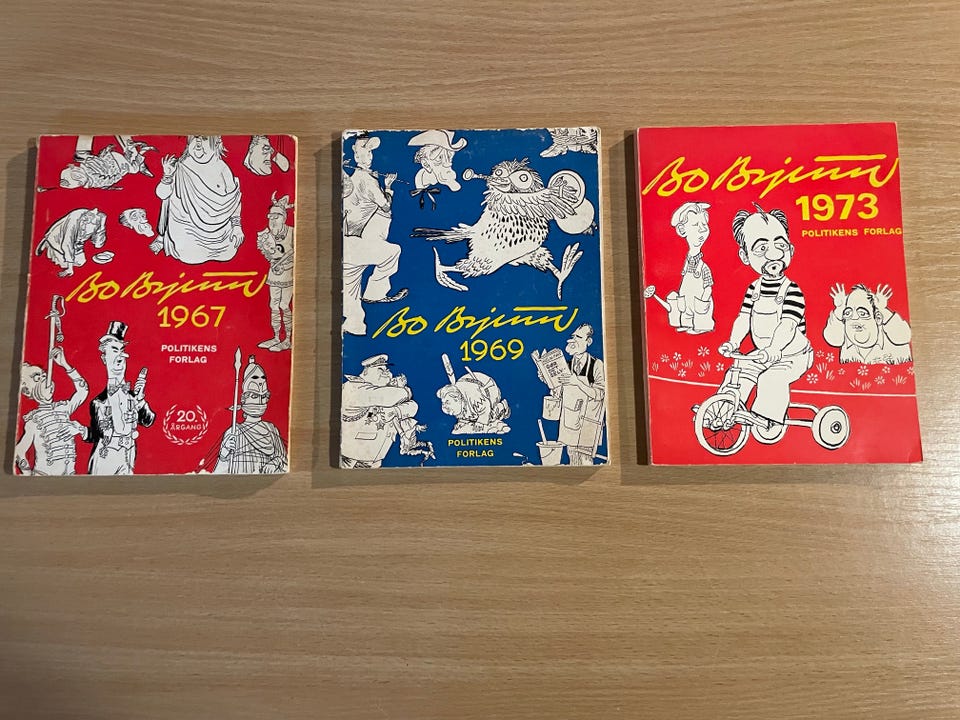 Bo Bojesen
1967
POLITIKENS
FORLAG
20.
ÅRGANG
Bo Bojesen
1969
POLITIKENS
FORLAG
Bo Bojesen
1973
POLITIKENS FORLAG